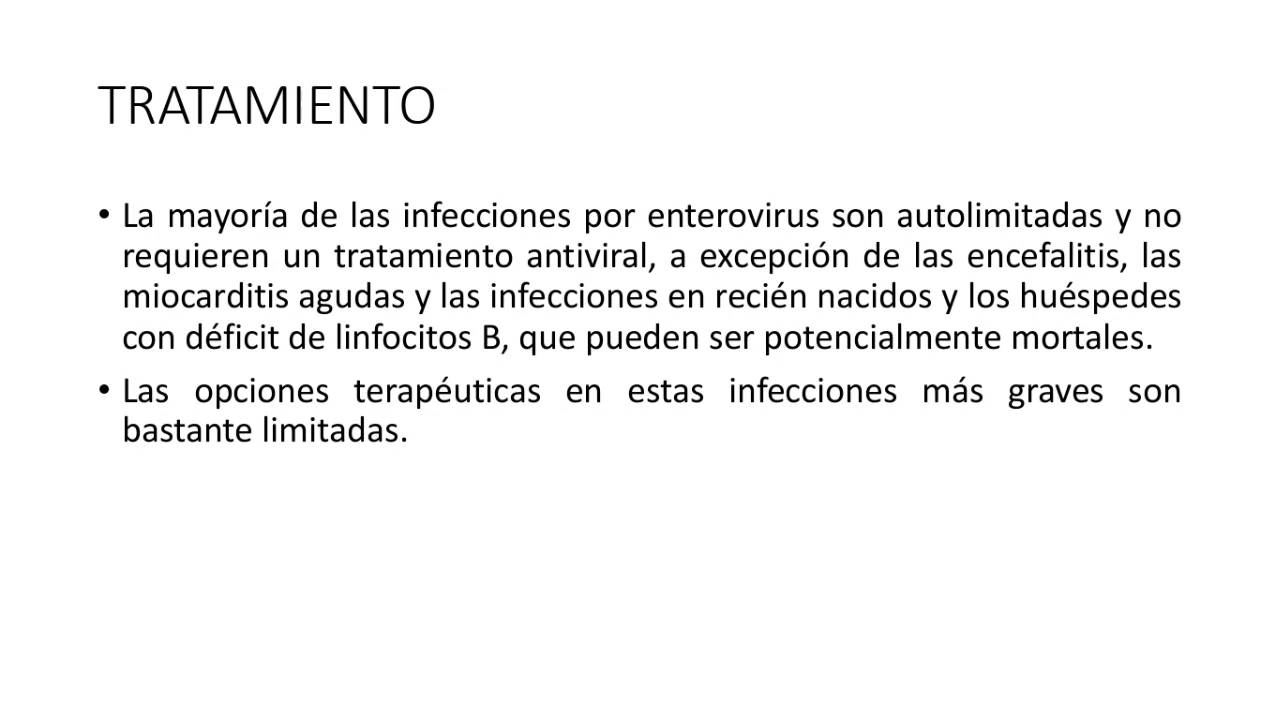 TRATAMIENTO
• La mayoría de las infecciones por enterovirus son autolimitadas y no
requieren un tratamiento antiviral, a excepción de las encefalitis, las
miocarditis agudas y las infecciones en recién nacidos y los huéspedes
con déficit de linfocitos B, que pueden ser potencialmente mortales.
• Las opciones terapéuticas en estas infecciones más graves son
bastante limitadas.